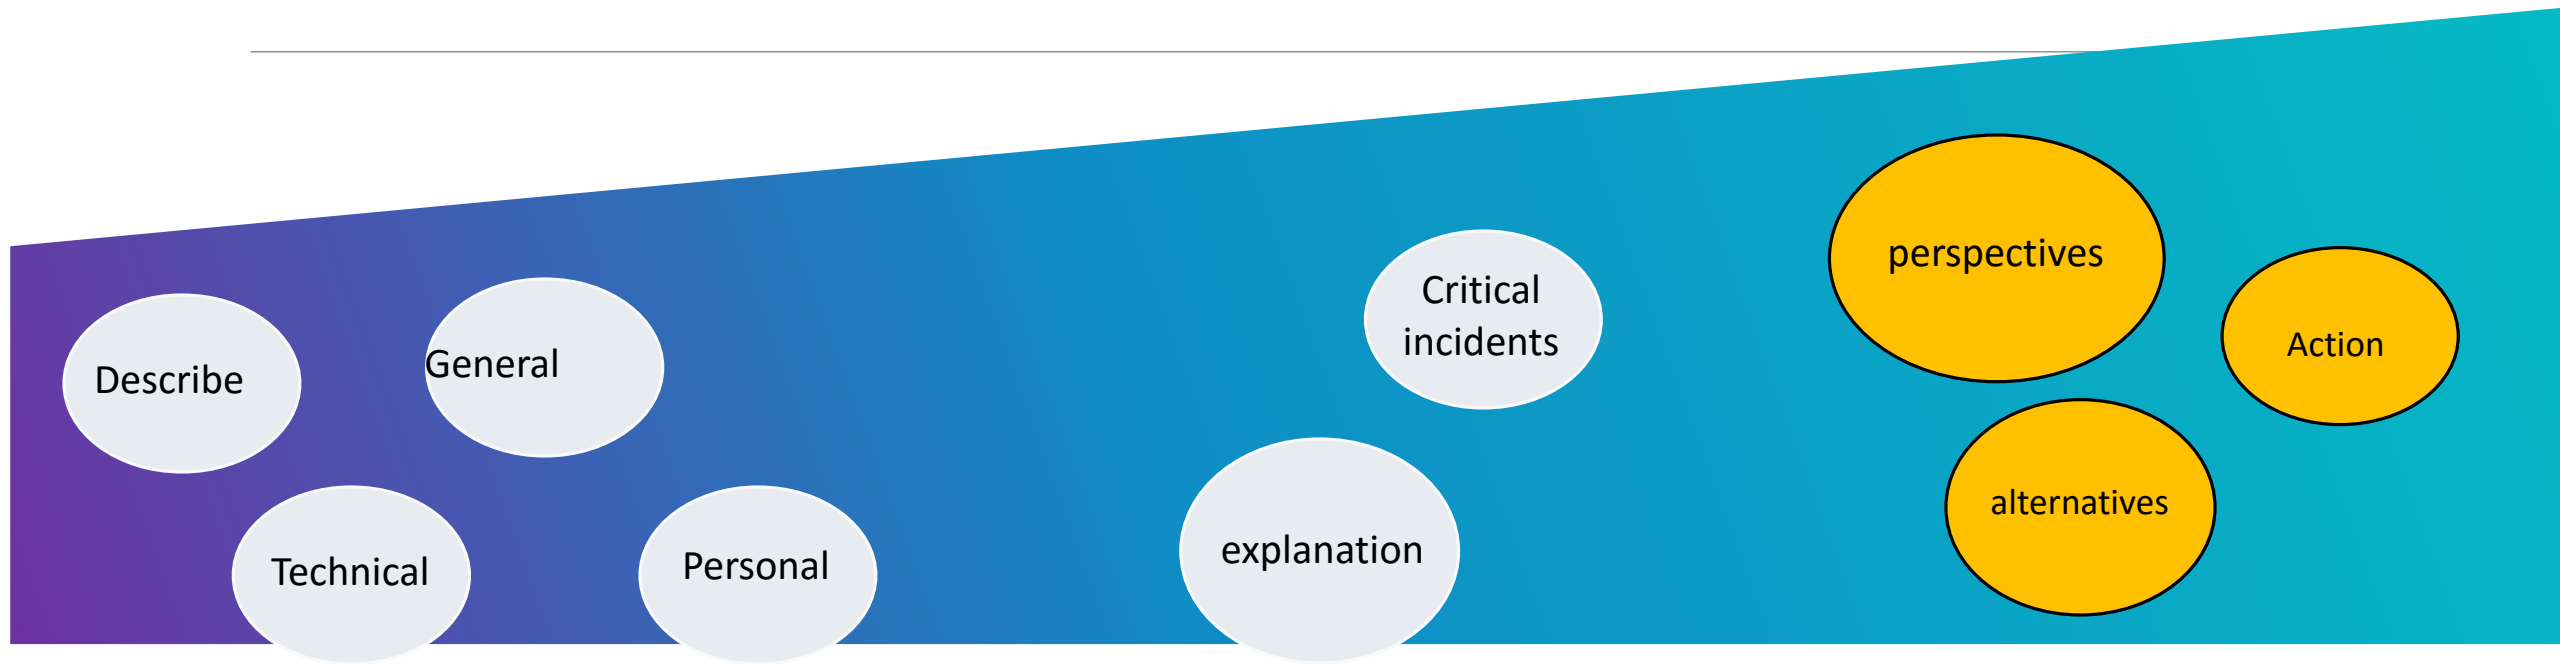 Describe
Technical
General
Personal
explanation
Critical
incidents
perspectives
alternatives
Action